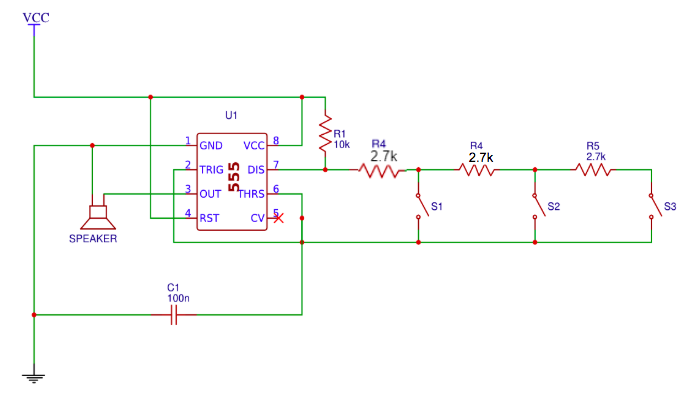 VCC
U1
1 GND VCC 8
2 TRIG DIS 7
3 OUT THRS 6
4 RST CV 5
555
R1
10k
R4
2.7k
R4
2.7k
R5
2.7k
S1
S2
S3
SPEAKER
C1
100n